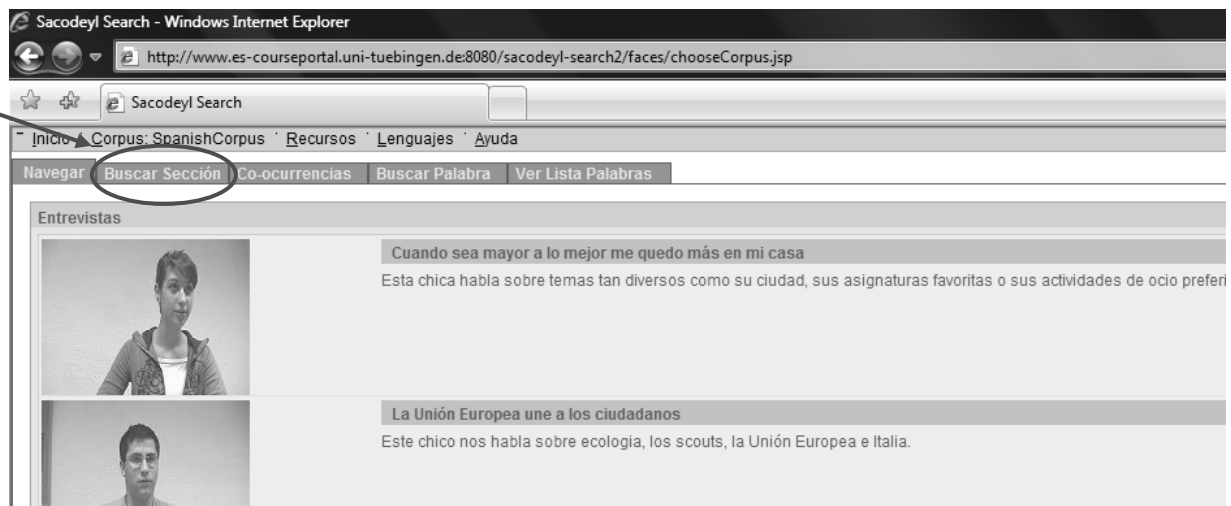 Sacodeyl Search - Windows Internet Explorer
http://www.es-courseportal.uni-tuebingen.de:8080/sacodeyl-search2/faces/chooseCorpus.jsp
Sacodeyl Search
Inicio Corpus: SpanishCorpus Recursos Lenguajes Ayuda
Navegar Buscar Sección Co-ocurrencias Buscar Palabra Ver Lista Palabras
Entrevistas
Cuando sea mayor a lo mejor me quedo más en mi casa
Esta chica habla sobre temas tan diversos como su ciudad, sus asignaturas favoritas o sus actividades de ocio preferi
La Unión Europea une a los ciudadanos
Este chico nos habla sobre ecologia, los scouts, la Unión Europea e Italia.